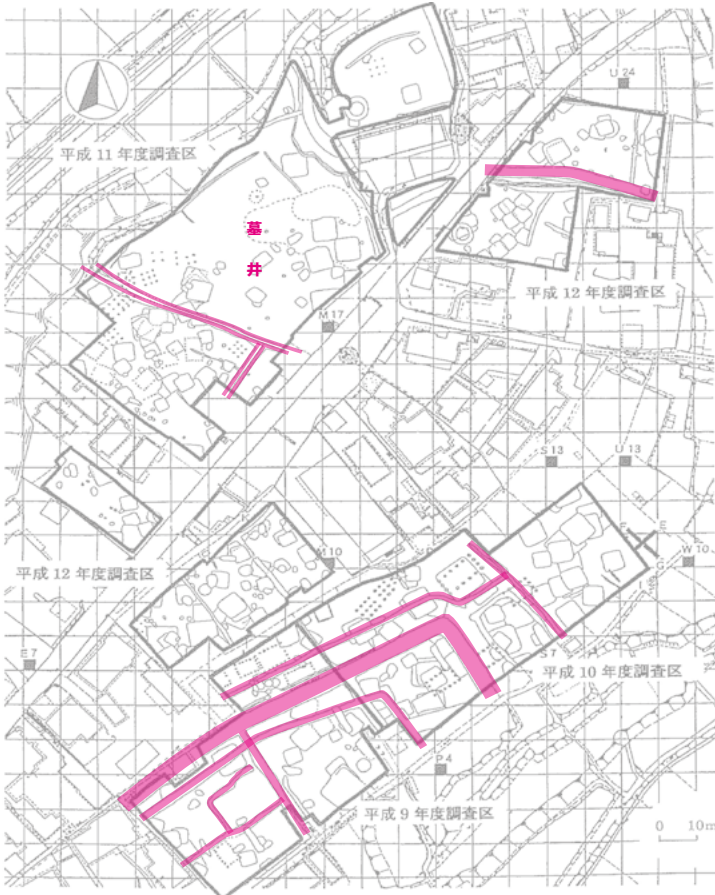 U 24
平成 11 年度調査区
墓
井
平成 12 年度調査区
M 17
S 13
U 13
M 10
W 10
平成 12 年度調査区
E 7
S 7
平成 10 年度調査区
P 4
平成 9 年度調査区
0 10m